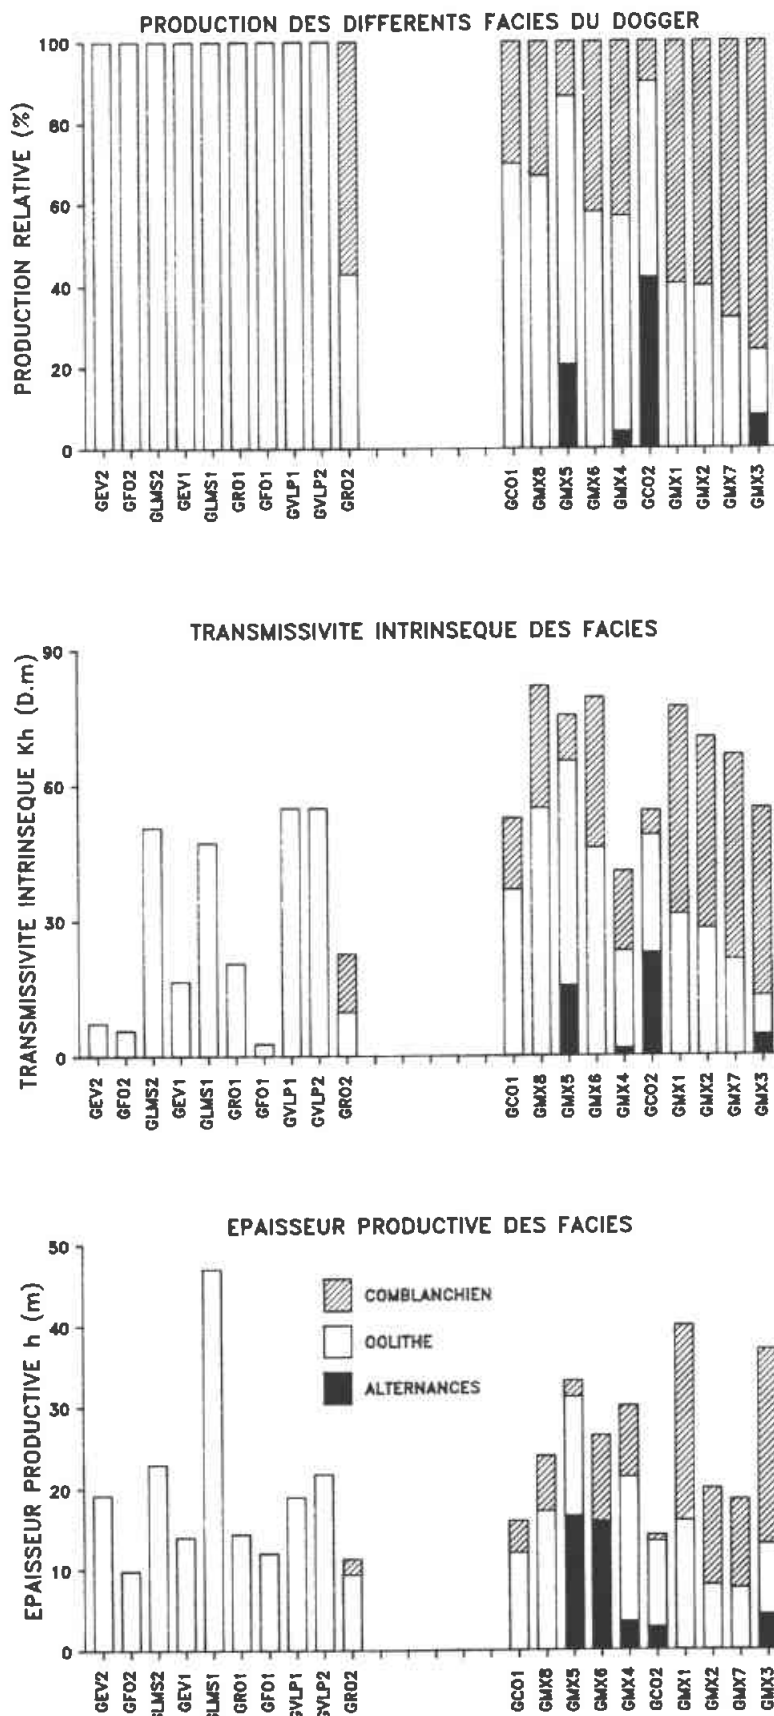 PRODUCTION DES DIFFERENTS FACIES DU DOGGER
PRODUCTION RELATIVE (%)
100
80
60
40
20
0
GEV2 GFO2 GLMS2 GEV1 GLMS1 GRO1 GFO1 GVLP1 GVLP2 GRO2 GCO1 GMX8 GMX5 GMX6 GMX4 GCO2 GMX1 GMX2 GMX7 GMX3
TRANSMISSIVITE INTRINSEQUE DES FACIES
TRANSMISSIVITE INTRINSEQUE Kh (D.m)
90
60
30
0
GEV2 GFO2 GLMS2 GEV1 GLMS1 GRO1 GFO1 GVLP1 GVLP2 GRO2 GCO1 GMX8 GMX5 GMX6 GMX4 GCO2 GMX1 GMX2 GMX7 GMX3
EPAISSEUR PRODUCTIVE DES FACIES
EPAISSEUR PRODUCTIVE h (m)
50
40
30
20
10
0
COMBLANCHIEN
OOLITHE
ALTERNANCES
GEV2 GFO2 GLMS2 GEV1 GLMS1 GRO1 GFO1 GVLP1 GVLP2 GRO2 GCO1 GMX8 GMX5 GMX6 GMX4 GCO2 GMX1 GMX2 GMX7 GMX3